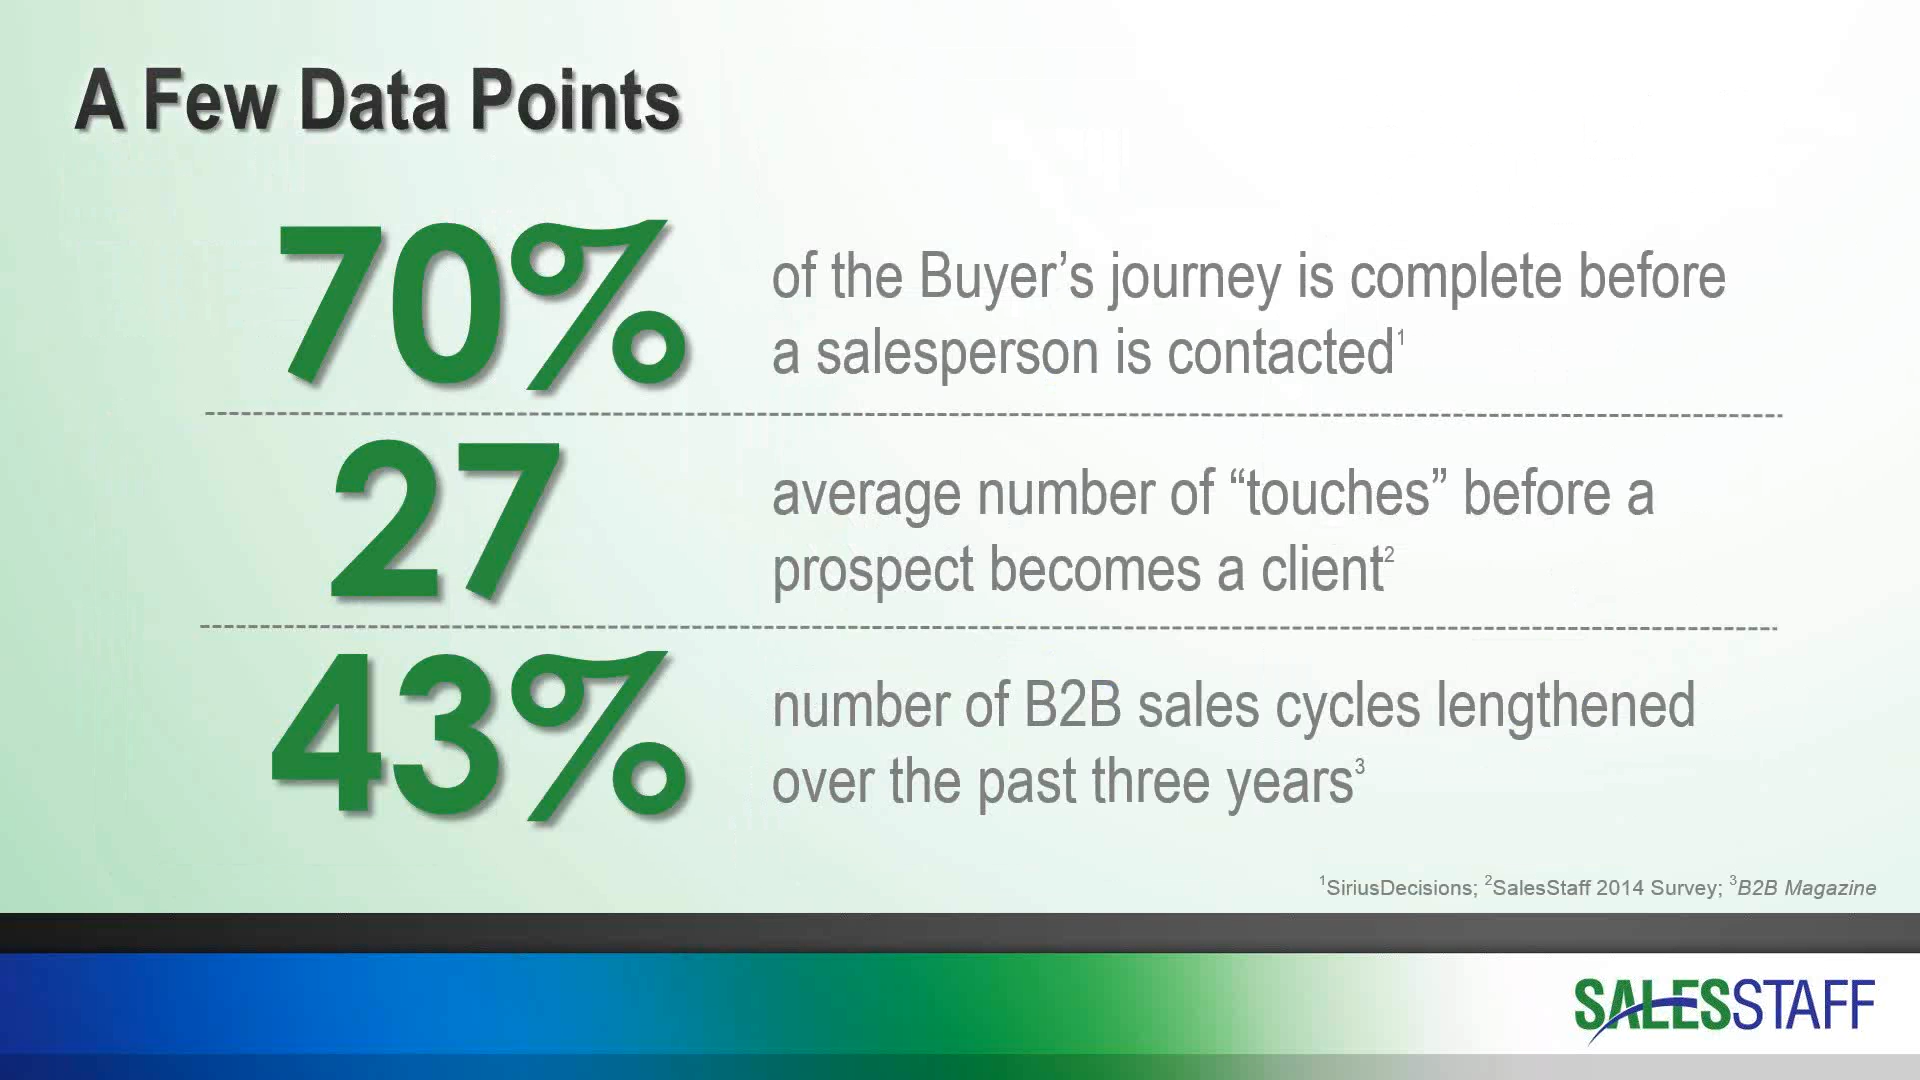 A Few Data Points
70%
of the Buyer’s journey is complete before
a salesperson is contacted¹
27
average number of “touches” before a
prospect becomes a client²
43%
number of B2B sales cycles lengthened
over the past three years³
¹SiriusDecisions; ²SalesStaff 2014 Survey; ³B2B Magazine
SALESSTAFF